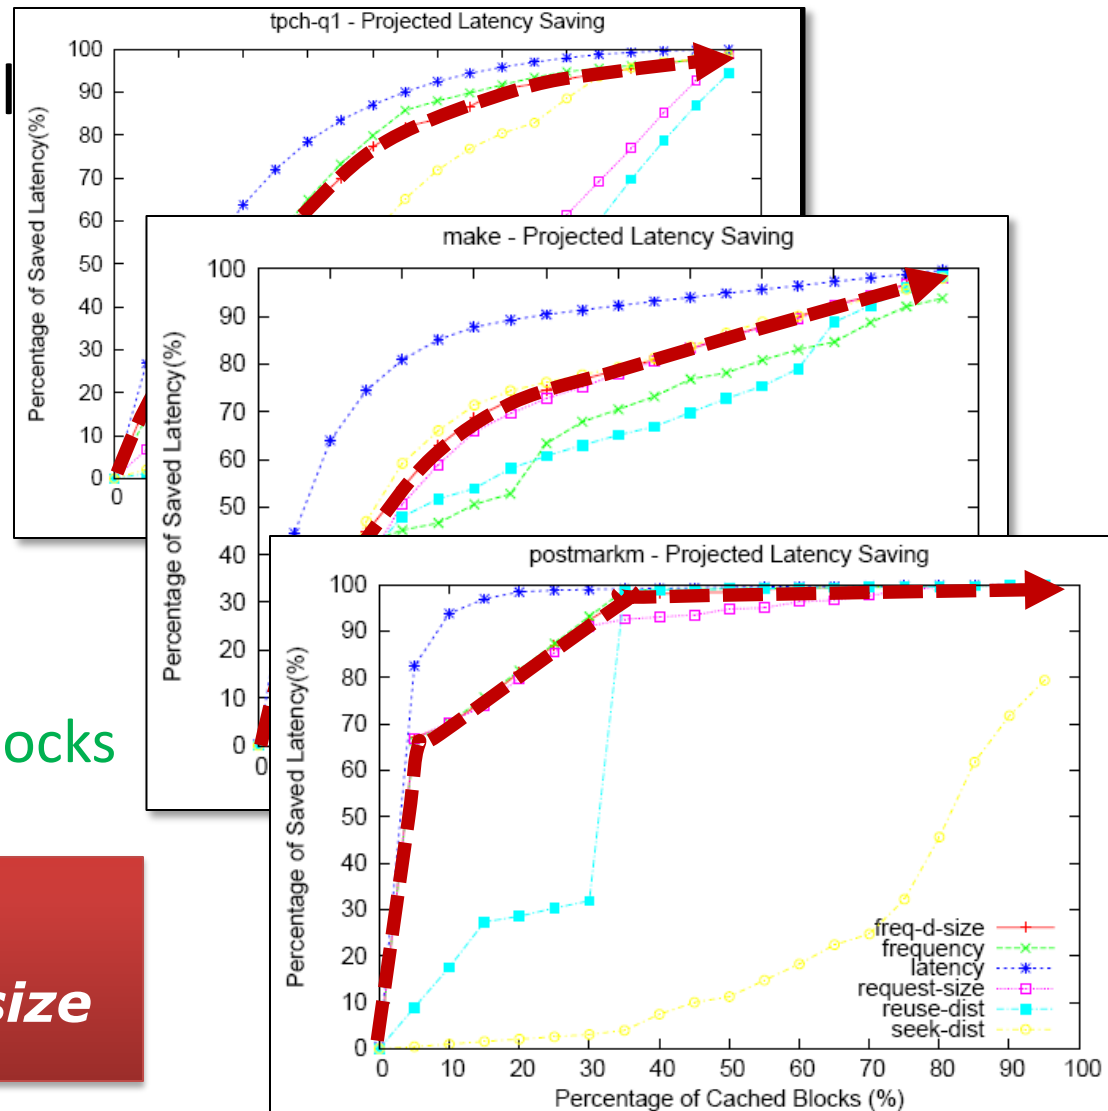 tpch-q1 - Projected Latency Saving
Percentage of Saved Latency(%)
100
90
80
70
60
50
40
30
20
10
0
0
make - Projected Latency Saving
Percentage of Saved Latency(%)
100
90
80
70
60
50
40
30
20
10
0
0
postmarkm - Projected Latency Saving
Percentage of Saved Latency(%)
100
90
80
70
60
50
40
30
20
10
0
0 10 20 30 40 50 60 70 80 90 100
Percentage of Cached Blocks (%)
freq-d-size
frequency
latency
request-size
reuse-dist
seek-dist
ocks
size